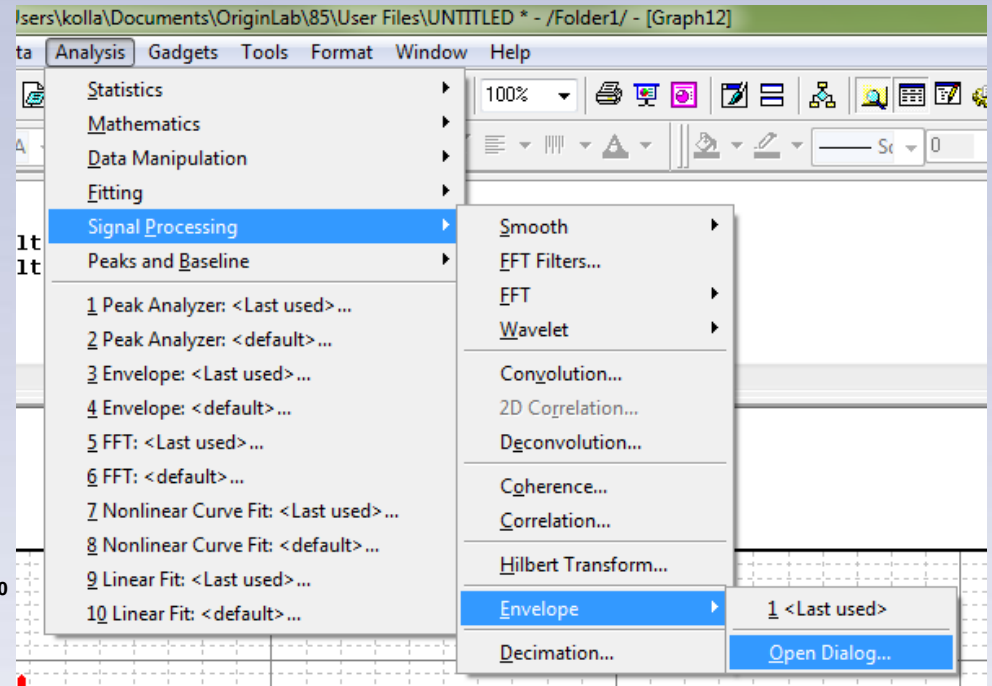 Jsers\kolla\Documents\OriginLab\85\User Files\UNTITLED * - /Folder1/ - [Graph12]
ta Analysis Gadgets Tools Format Window Help
100%
A
Sc 0
Statistics
Mathematics
Data Manipulation
Fitting
Signal Processing
Peaks and Baseline
lt
lt
1 Peak Analyzer: <Last used>...
2 Peak Analyzer: <default>...
3 Envelope: <Last used>...
4 Envelope: <default>...
5 FFT: <Last used>...
6 FFT: <default>...
7 Nonlinear Curve Fit: <Last used>...
8 Nonlinear Curve Fit: <default>...
9 Linear Fit: <Last used>...
10 Linear Fit: <default>...
0
Smooth
FFT Filters...
FFT
Wavelet
Convolution...
2D Correlation...
Deconvolution...
Coherence...
Correlation...
Hilbert Transform...
Envelope
Decimation...
1 <Last used>
Open Dialog...